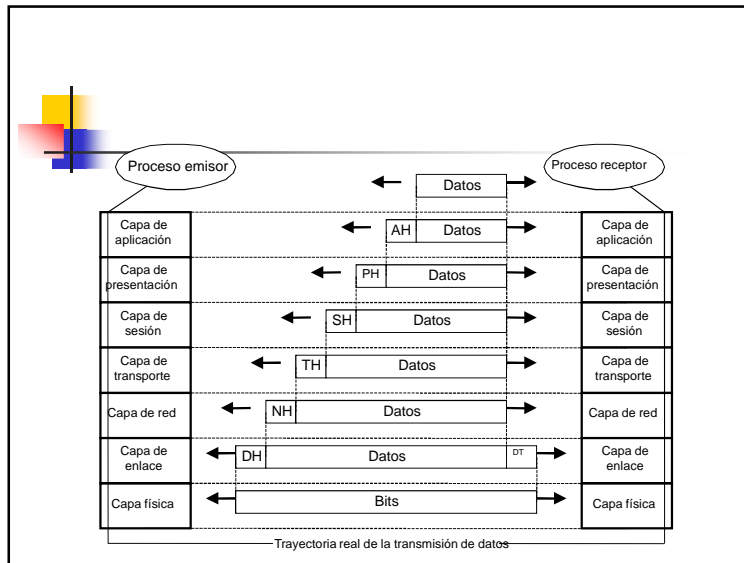 Proceso emisor
Proceso receptor
Datos
Capa de
aplicación
AH
Datos
Capa de
aplicación
Capa de
presentación
PH
Datos
Capa de
presentación
Capa de
sesión
SH
Datos
Capa de
sesión
Capa de
transporte
TH
Datos
Capa de
transporte
Capa de red
NH
Datos
Capa de red
Capa de
enlace
DH
Datos
DT
Capa de
enlace
Capa física
Bits
Capa física
Trayectoria real de la transmisión de datos